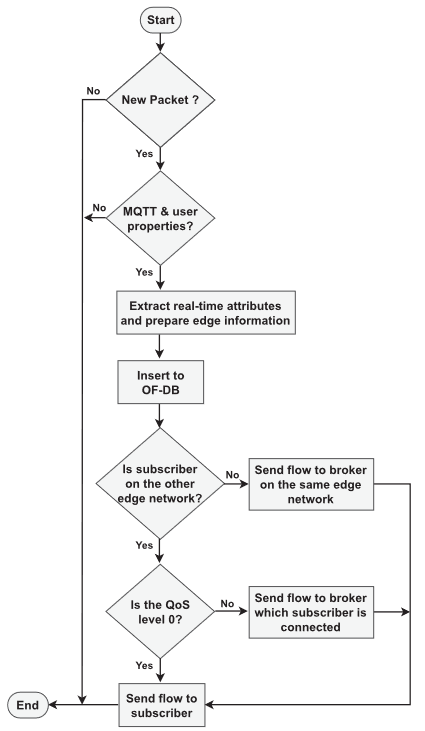 Start
No
New Packet ?
Yes
No
MQTT & user
properties?
Yes
Extract real-time attributes
and prepare edge information
Insert to
OF-DB
Is subscriber
on the other
edge network?
No
Send flow to broker
on the same edge
network
Yes
Is the QoS
level 0?
No
Send flow to broker
which subscriber is
connected
Yes
End
Send flow to
subscriber